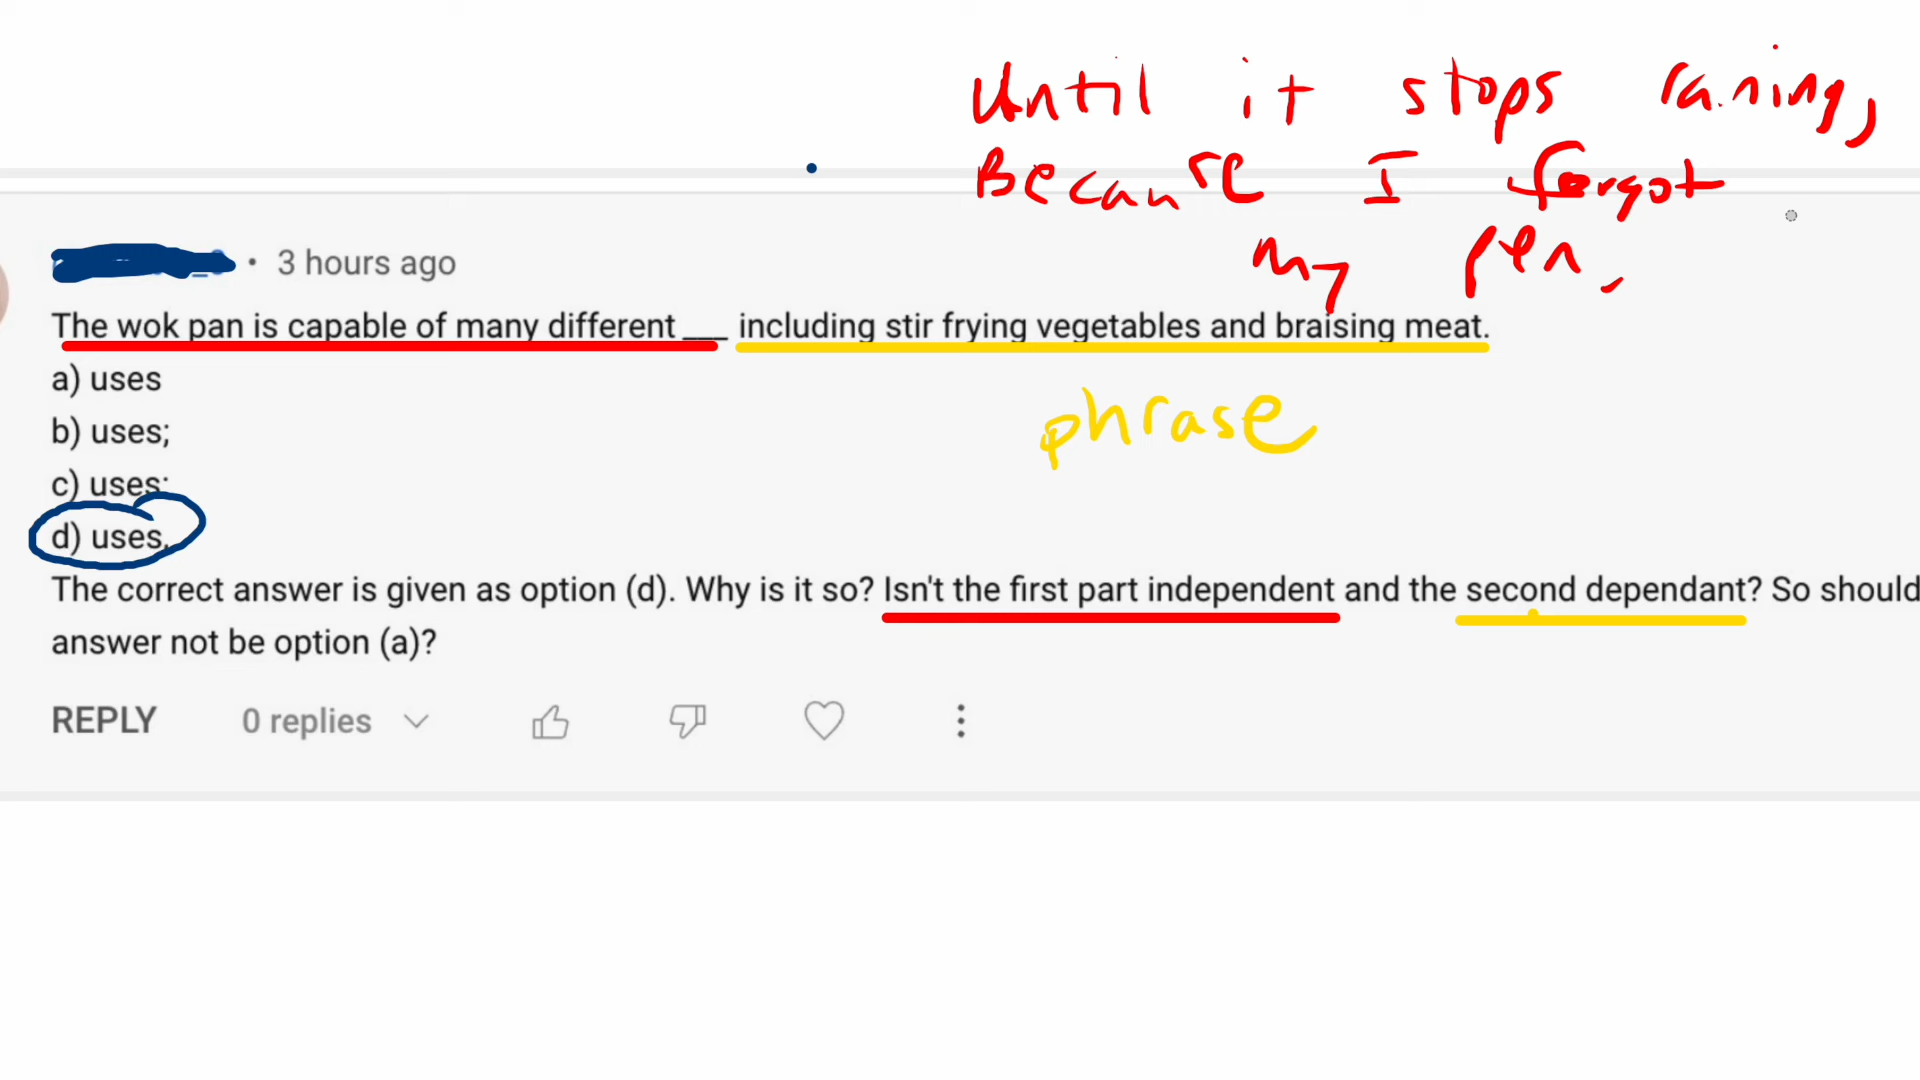 Until it stops raining,
Because I forgot
my pen,
• 3 hours ago
The wok pan is capable of many different ___ including stir frying vegetables and braising meat.
a) uses
b) uses;
c) uses:
d) uses,
phrase
The correct answer is given as option (d). Why is it so? Isn't the first part independent and the second dependant? So should
answer not be option (a)?
REPLY 0 replies